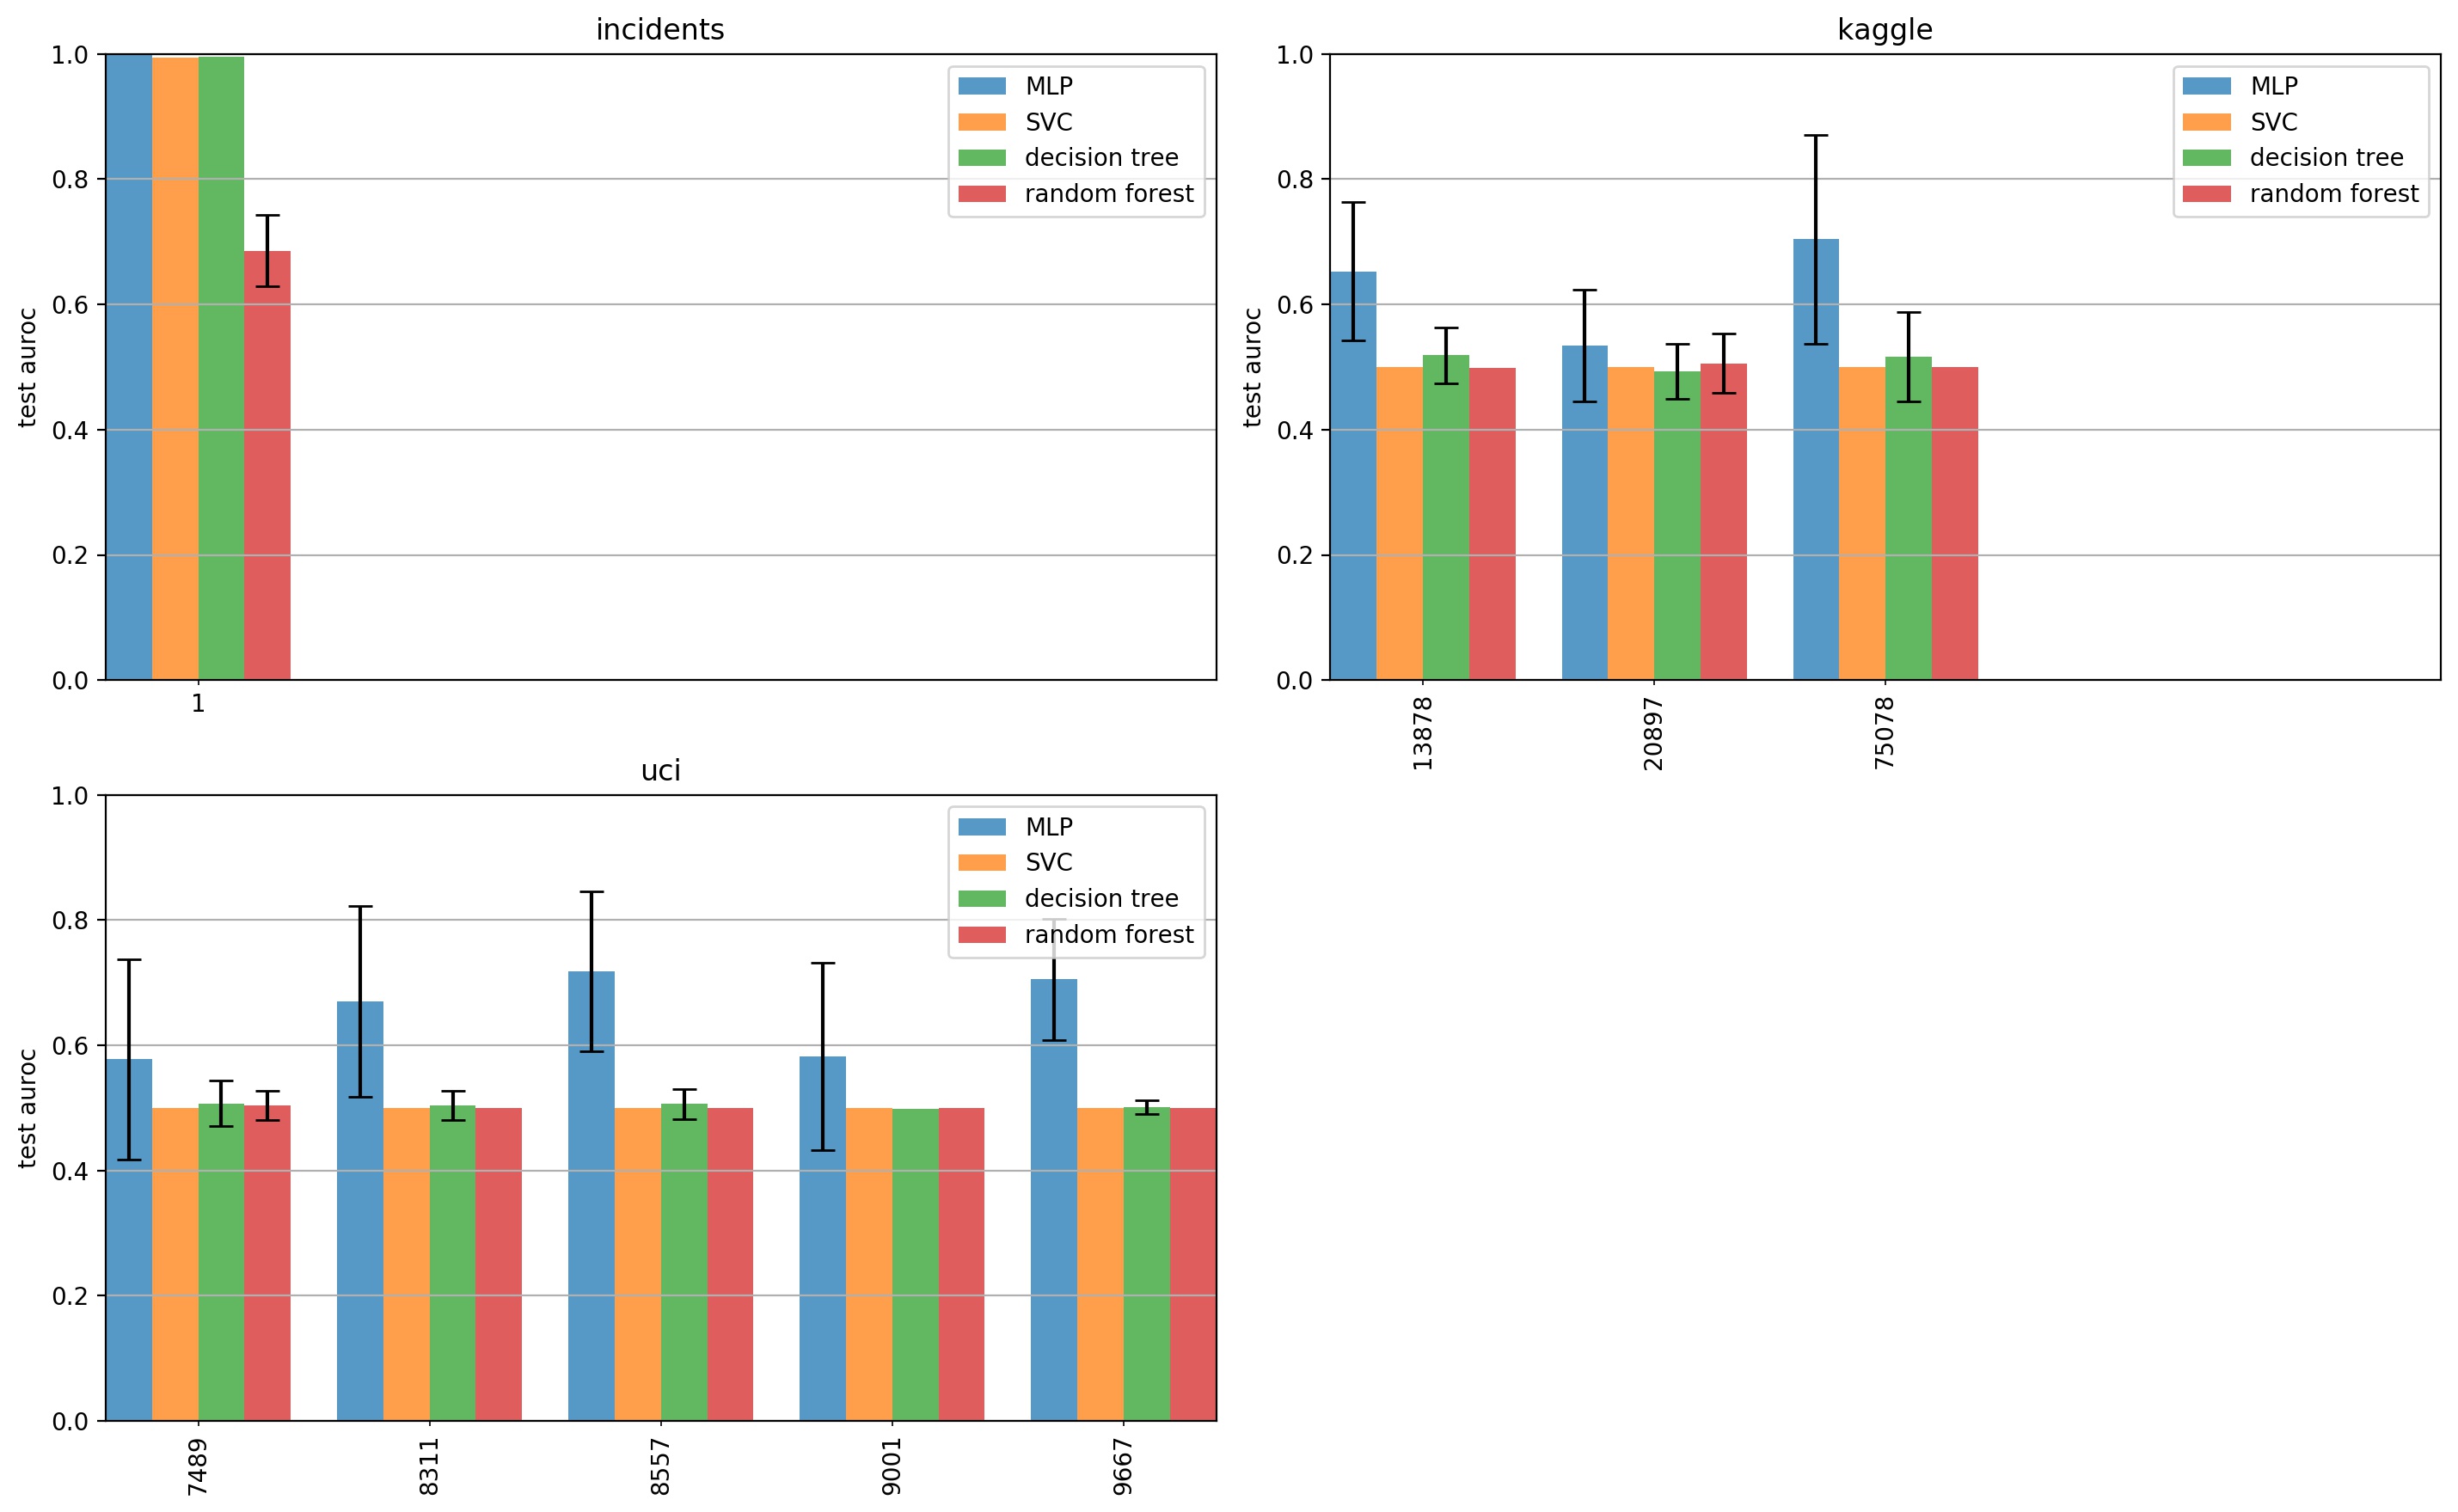 incidents
1.0
0.8
0.6
0.4
0.2
0.0
test auroc
1
MLP
SVC
decision tree
random forest
kaggle
1.0
0.8
0.6
0.4
0.2
0.0
test auroc
13878
20897
75078
MLP
SVC
decision tree
random forest
uci
1.0
0.8
0.6
0.4
0.2
0.0
test auroc
7489
8311
8557
9001
9667
MLP
SVC
decision tree
random forest